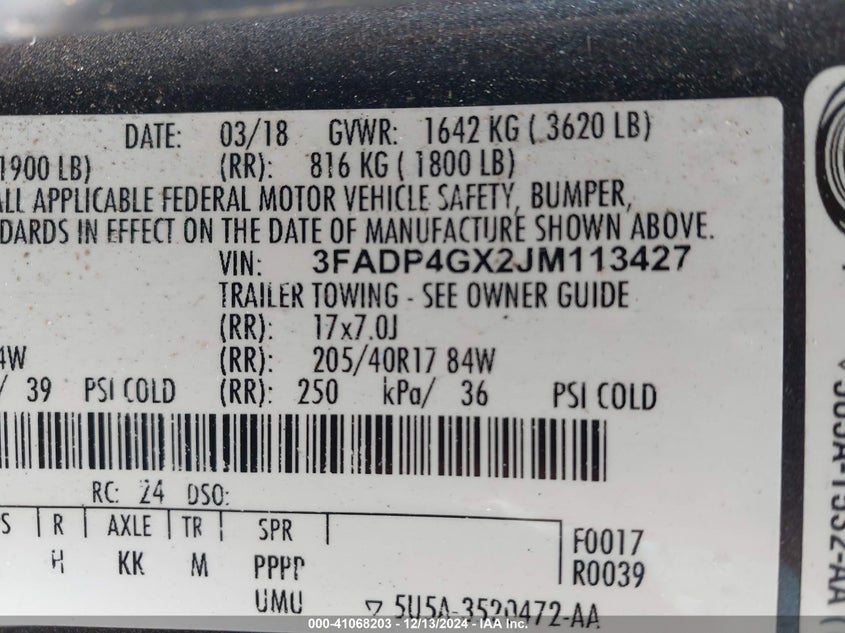 DATE: 03/18 GVWR: 1642 KG ( 3620 LB)
1900 LB) (RR): 816 KG ( 1800 LB)
ALL APPLICABLE FEDERAL MOTOR VEHICLE SAFETY, BUMPER,
DARDS IN EFFECT ON THE DATE OF MANUFACTURE SHOWN ABOVE.
VIN: 3FADP4GX2JM113427
TRAILER TOWING - SEE OWNER GUIDE
(RR): 17x7.0J
4W (RR): 205/40R17 84W
/ 39 PSI COLD (RR): 250 kPa/ 36 PSI COLD
RC: 24 DSO:
S R AXLE TR SPR
H KK M PPPP
F0017
R0039
UMU ▽ 5U5A-3520472-AA
000-41068203 - 12/13/2024 - IAA Inc.